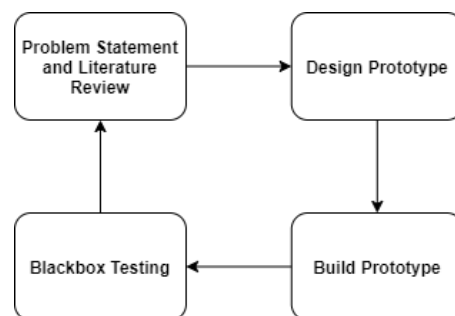 Problem Statement
and Literature
Review
Design Prototype
Build Prototype
Blackbox Testing